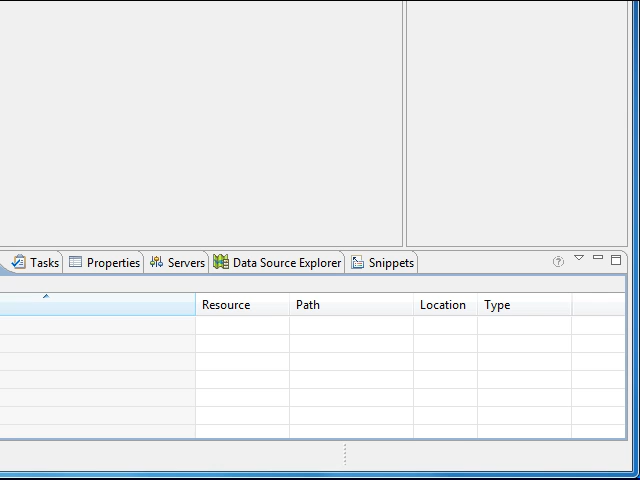 Tasks Properties Servers Data Source Explorer Snippets
Resource Path Location Type